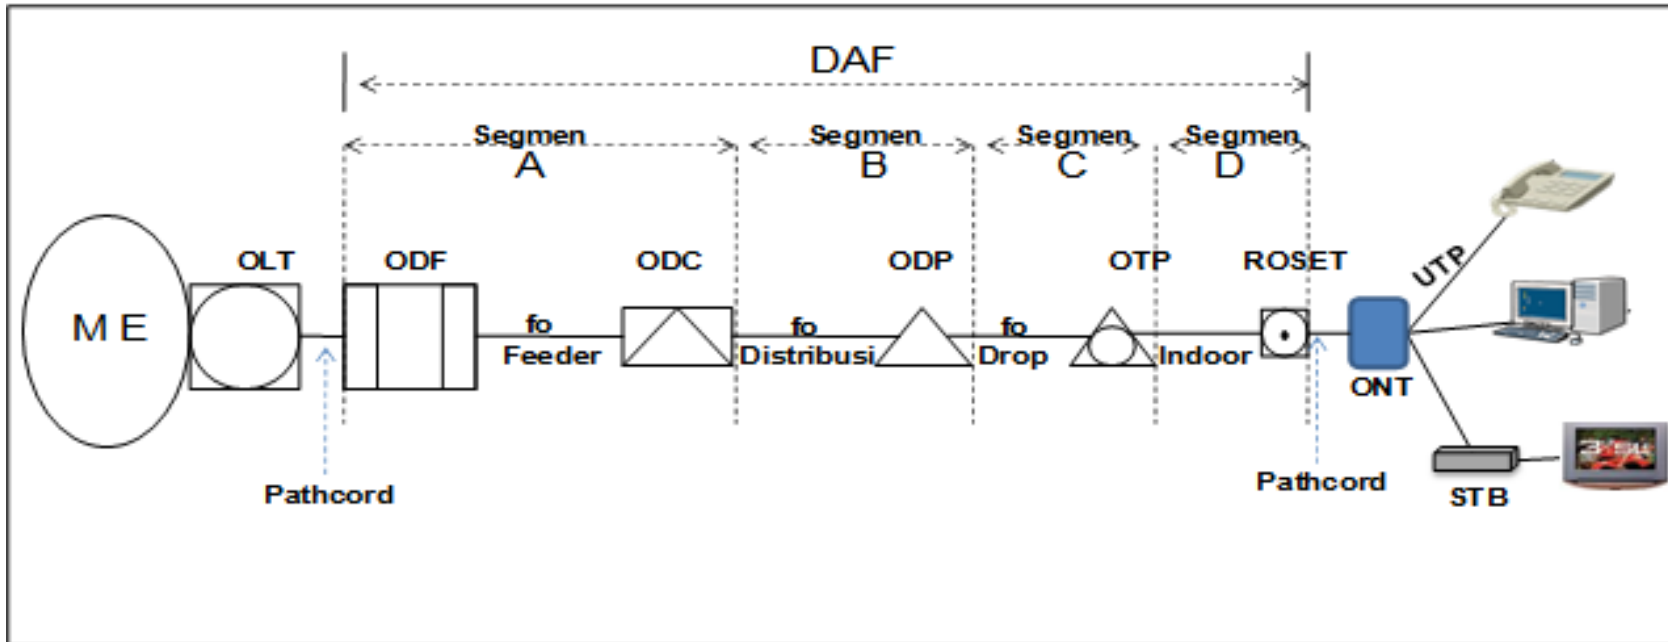 DAF
Segmen
A
Segmen
B
Segmen
C
Segmen
D
OLT
ODF
ODC
ODP
OTP
ROSET
UTP
M E
fo
Feeder
fo
Distribusi
fo
Drop
Indoor
ONT
Pathcord
Pathcord
STB